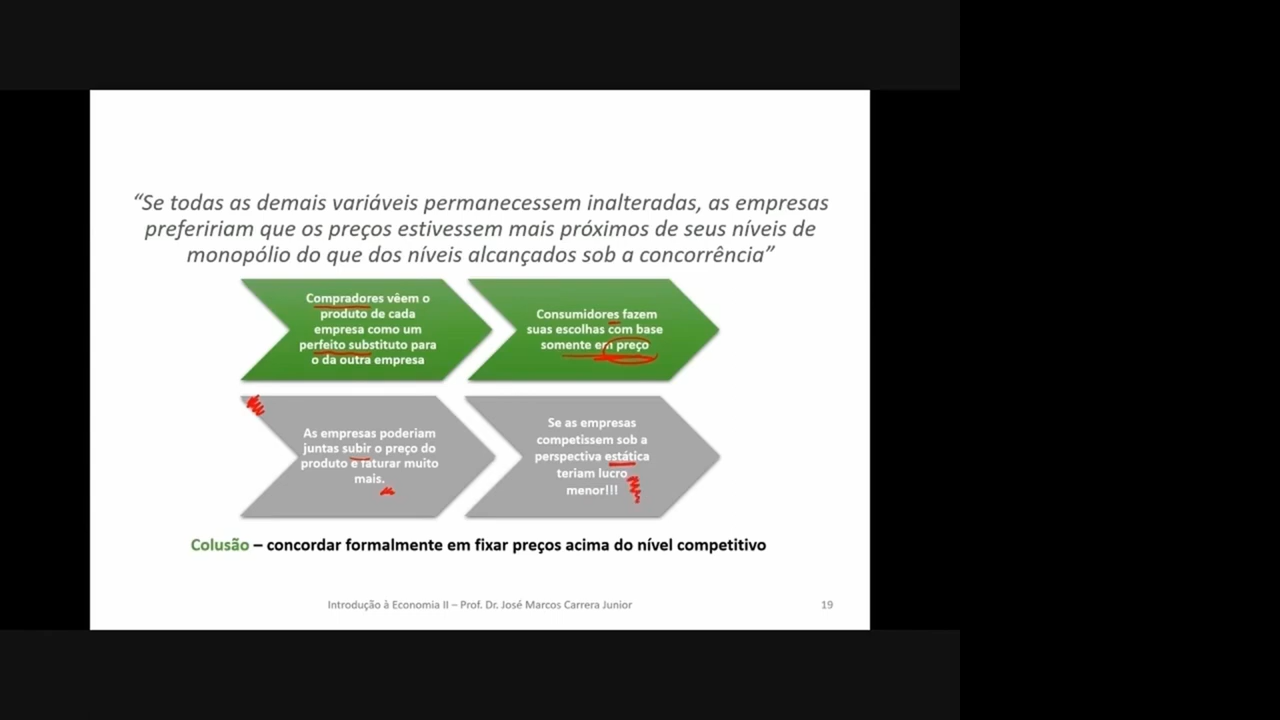 “Se todas as demais variáveis permanecessem inalteradas, as empresas
prefeririam que os preços estivessem mais próximos de seus níveis de
monopólio do que dos níveis alcançados sob a concorrência”
Compradores vêem o
produto de cada
empresa como um
perfeito substituto para
o da outra empresa
Consumidores fazem
suas escolhas com base
somente em preço
As empresas poderiam
juntas subir o preço do
produto e faturar muito
mais.
Se as empresas
competissem sob a
perspectiva estática
teriam lucro
menor!!!
Colusão – concordar formalmente em fixar preços acima do nível competitivo
Introdução à Economia II – Prof. Dr. José Marcos Carrera Junior
19